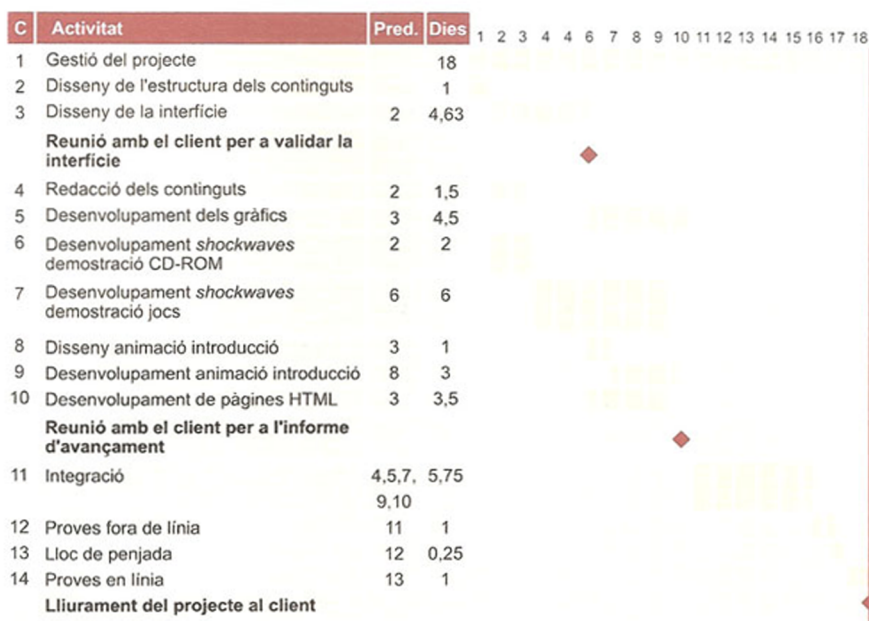 C Activitat Pred. Dies 1 2 3 4 4 6 7 8 9 10 11 12 13 14 15 16 17 18
1 Gestió del projecte 18
2 Disseny de l'estructura dels continguts 1
3 Disseny de la interfície 2 4,63
Reunió amb el client per a validar la
interfície
4 Redacció dels continguts 2 1,5
5 Desenvolupament dels gràfics 3 4,5
6 Desenvolupament shockwaves 2 2
demostració CD-ROM
7 Desenvolupament shockwaves 6 6
demostració jocs
8 Disseny animació introducció 3 1
9 Desenvolupament animació introducció 8 3
10 Desenvolupament de pàgines HTML 3 3,5
Reunió amb el client per a l'informe
d'avançament
11 Integració 4,5,7, 5,75
9,10
12 Proves fora de línia 11 1
13 Lloc de penjada 12 0,25
14 Proves en línia 13 1
Lliurament del projecte al client